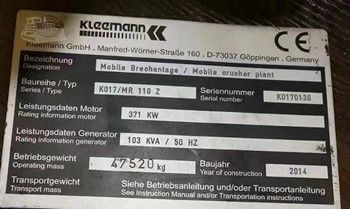 KLEEMANN
CE
Kleemann GmbH . Manfred-Wörner-Straße 160 . D-73037 Göppingen . Germany
Bezeichnung
Designation
Mobile Brechanlage / Mobile crusher plant
Baureihe / Typ
Series / Type
K017/MR 110 Z
Seriennummer
Serialnumber
K0170138
Leistungsdaten Motor
Rating information motor
371 KW
Leistungsdaten Generator
Rating information generator
103 KVA / 50 HZ
Betriebsgewicht
Operating mass
47520 kg
Baujahr
Year of construction
2014
Transportgewicht
Transport mass
Siehe Betriebsanleitung und/oder Transportanleitung
See Instruction Manual and/or Transport Instructions